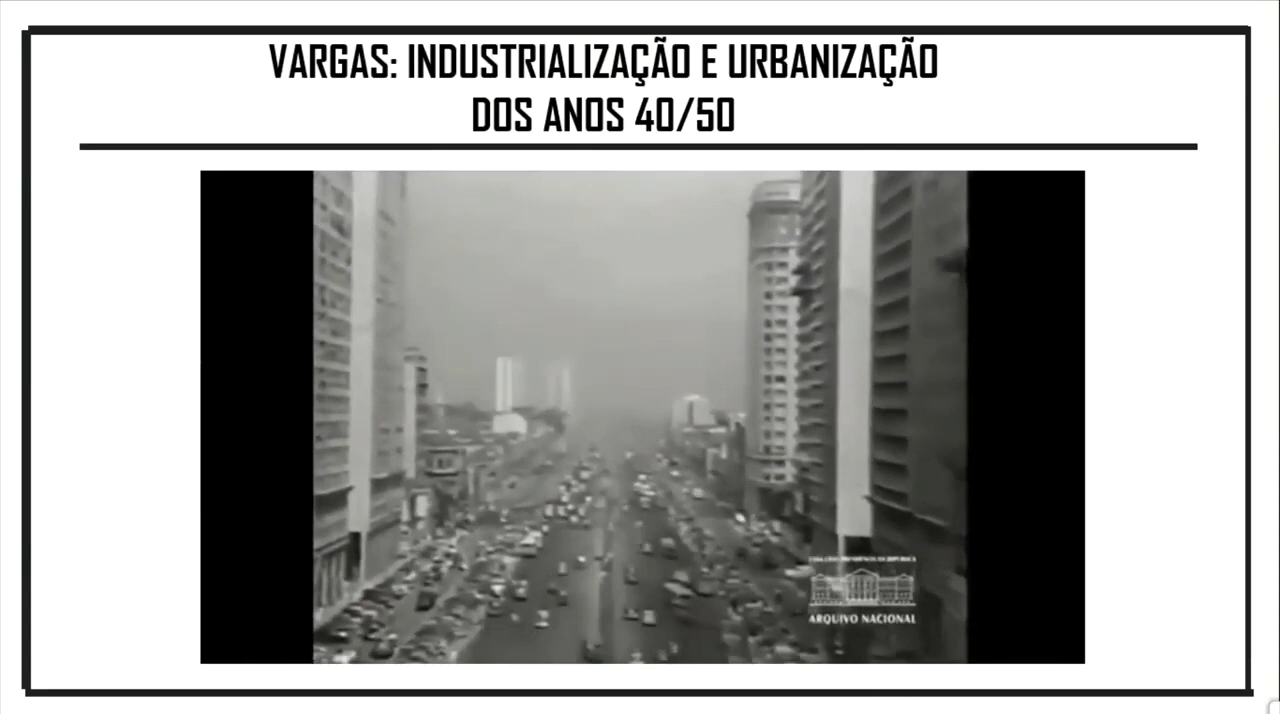 VARGAS: INDUSTRIALIZAÇÃO E URBANIZAÇÃO
DOS ANOS 40/50
ARQUIVO NACIONAL